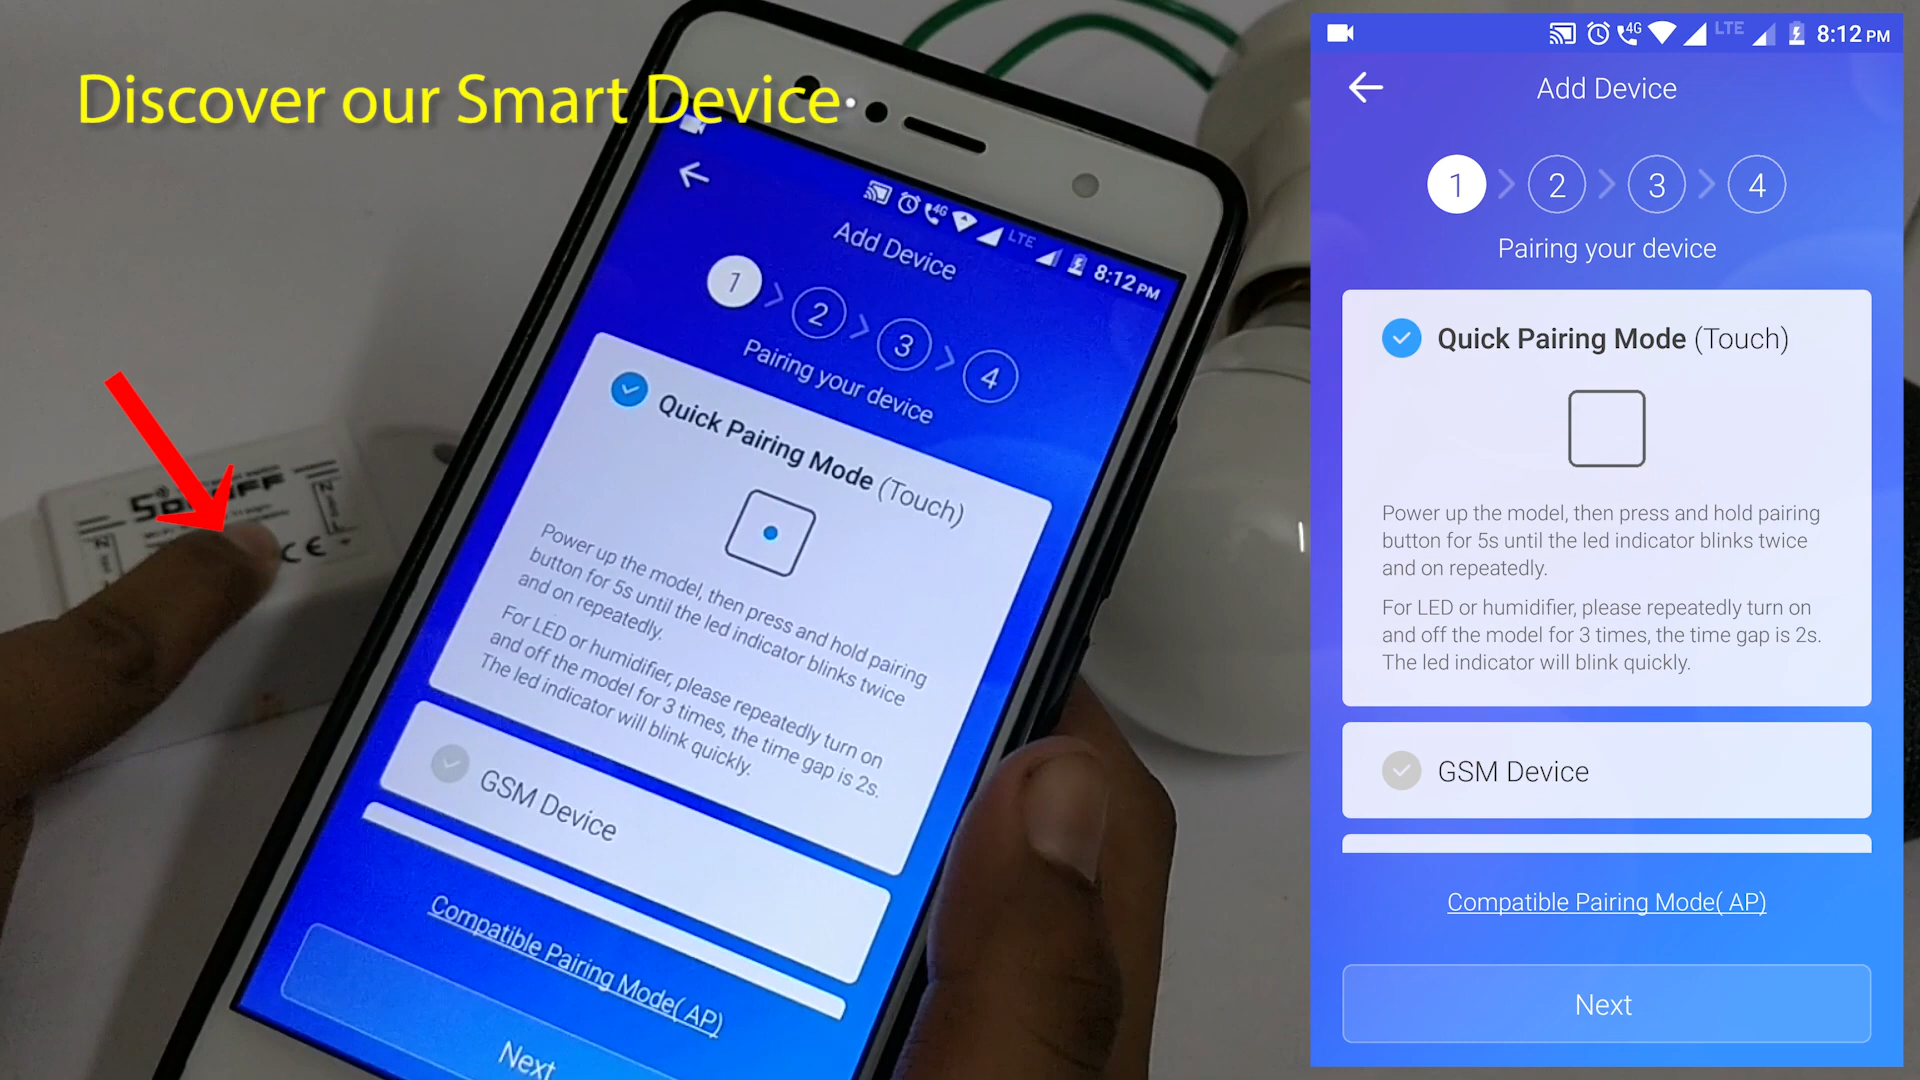 Discover our Smart Device
4G
LTE
8:12 PM
Add Device
1
2
3
4
Pairing your device
Quick Pairing Mode (Touch)
Power up the model, then press and hold pairing
button for 5s until the led indicator blinks twice
and on repeatedly.
For LED or humidifier, please repeatedly turn on
and off the model for 3 times, the time gap is 2s.
The led indicator will blink quickly.
GSM Device
Compatible Pairing Mode( AP)
Next
N
CE
4G
LTE
8:12 PM
Add Device
1
2
3
4
Pairing your device
Quick Pairing Mode (Touch)
Power up the model, then press and hold pairing
button for 5s until the led indicator blinks twice
and on repeatedly.
For LED or humidifier, please repeatedly turn on
and off the model for 3 times, the time gap is 2s.
The led indicator will blink quickly.
GSM Device
Compatible Pairing Mode( AP)
Next